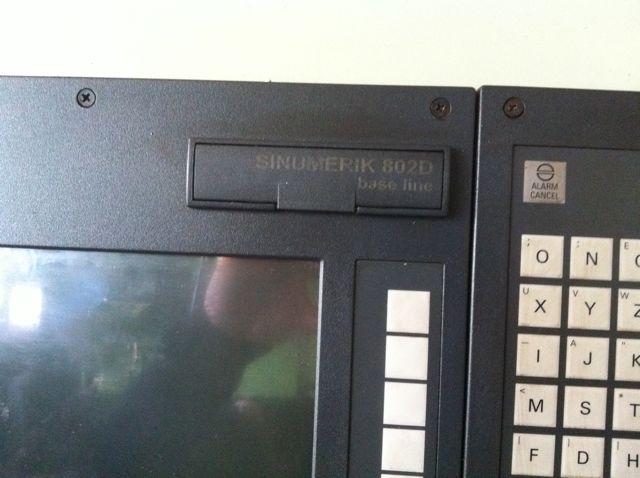 SINUMERIK 802D
base line
ALARM
CANCEL
: O ; N E G
U X V Y W Z
_ I A J " K
< M S * T
[ F ] D H